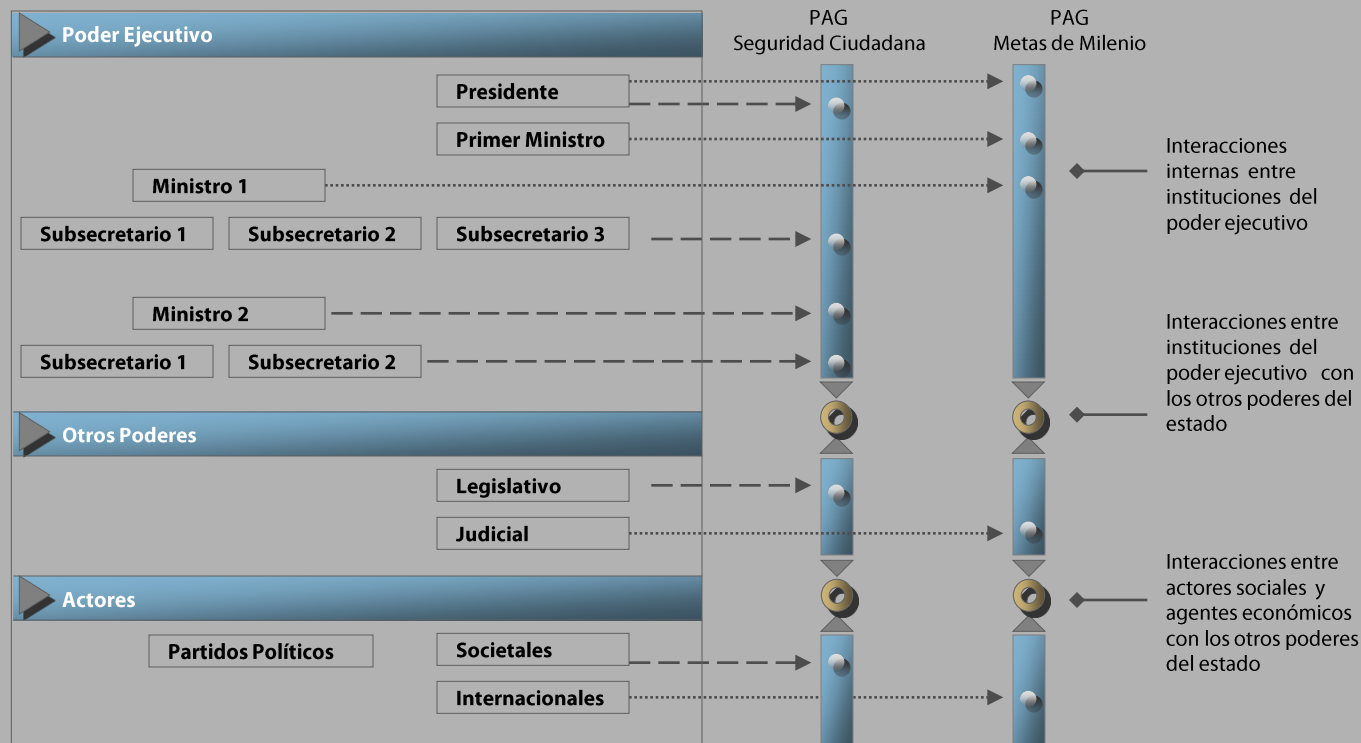 Poder Ejecutivo
PAG
Seguridad Ciudadana
PAG
Metas de Milenio
Presidente
Primer Ministro
Ministro 1
Subsecretario 1
Subsecretario 2
Subsecretario 3
Ministro 2
Subsecretario 1
Subsecretario 2
Interacciones
internas entre
instituciones del
poder ejecutivo
Interacciones entre
instituciones del
poder ejecutivo con
los otros poderes del
estado
Otros Poderes
Legislativo
Judicial
Actores
Partidos Políticos
Societales
Internacionales
Interacciones entre
actores sociales y
agentes económicos
con los otros poderes
del estado